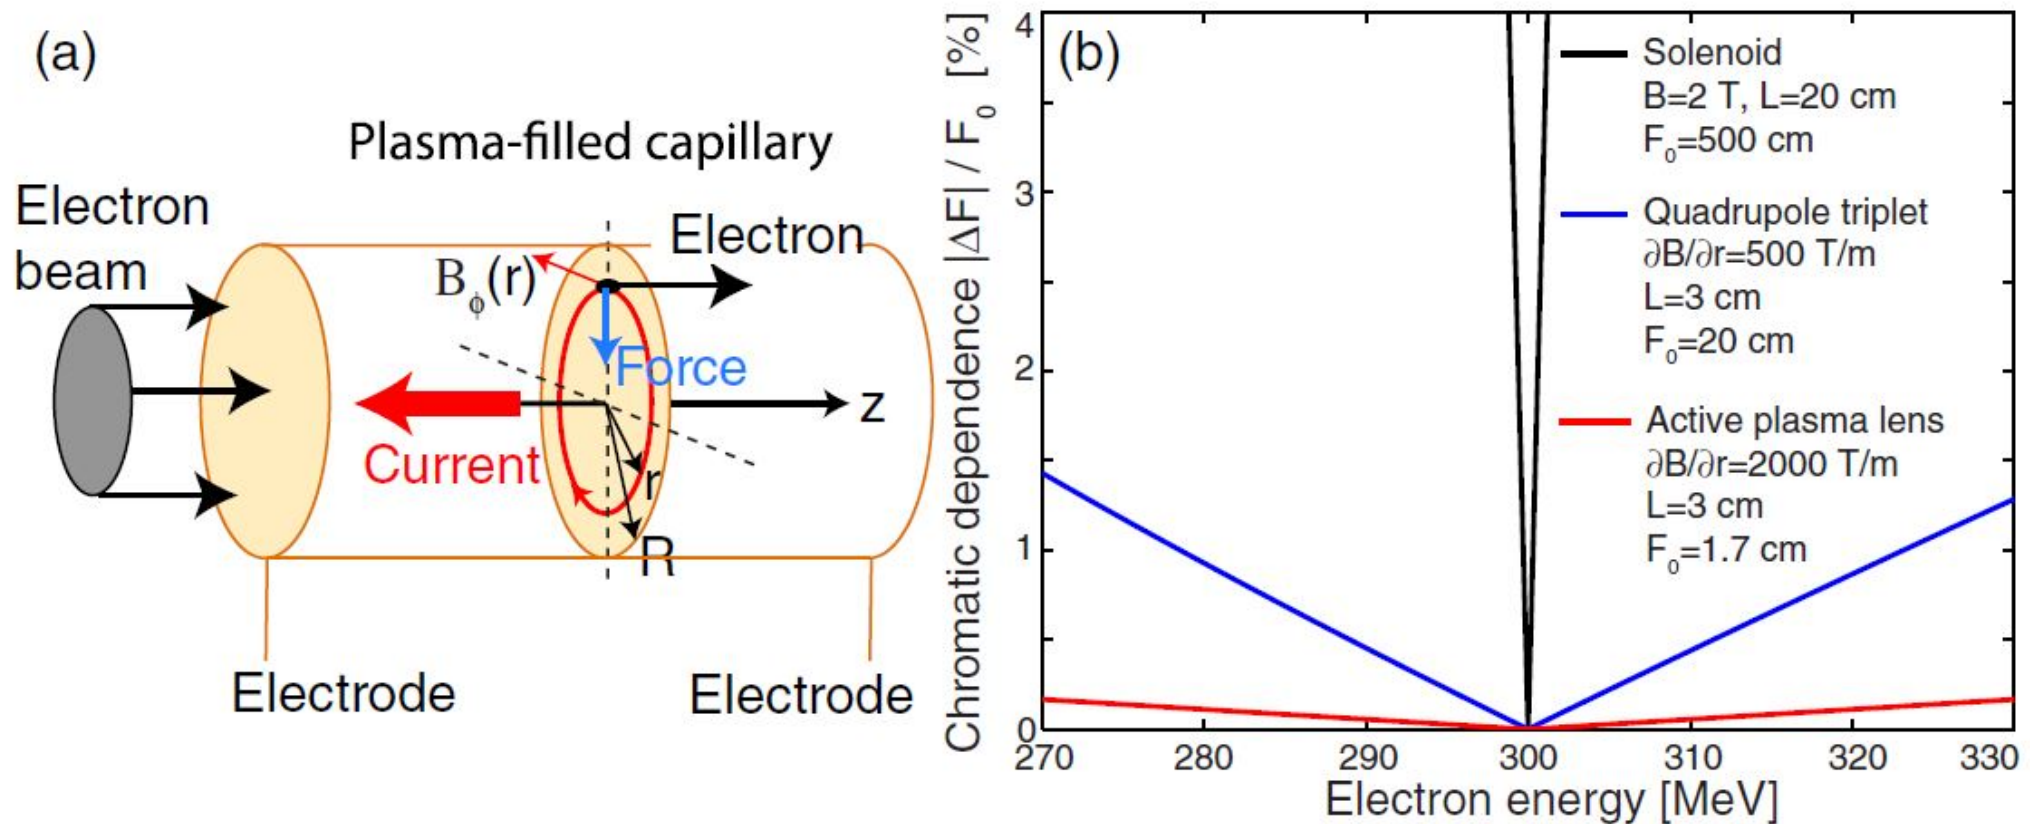 (a)
Plasma-filled capillary
Electron
beam
Electron
Bϕ(r)
Force
z
Current
r
R
Electrode
Electrode
(b)
Chromatic dependence |ΔF| / F₀ [%]
4
3
2
1
0
270
280
290
300
310
320
330
Electron energy [MeV]
Solenoid
B=2 T, L=20 cm
F₀=500 cm
Quadrupole triplet
∂B/∂r=500 T/m
L=3 cm
F₀=20 cm
Active plasma lens
∂B/∂r=2000 T/m
L=3 cm
F₀=1.7 cm